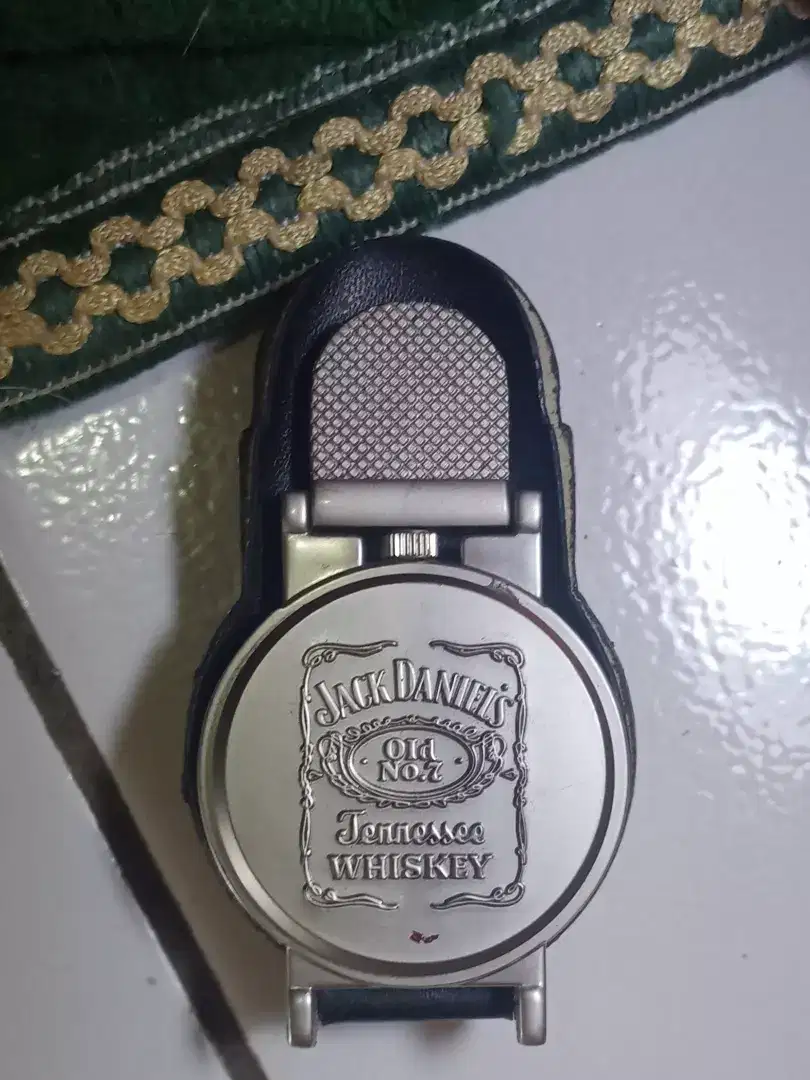 JACK DANIEL'S
Old
NO.7
Tennessee
WHISKEY